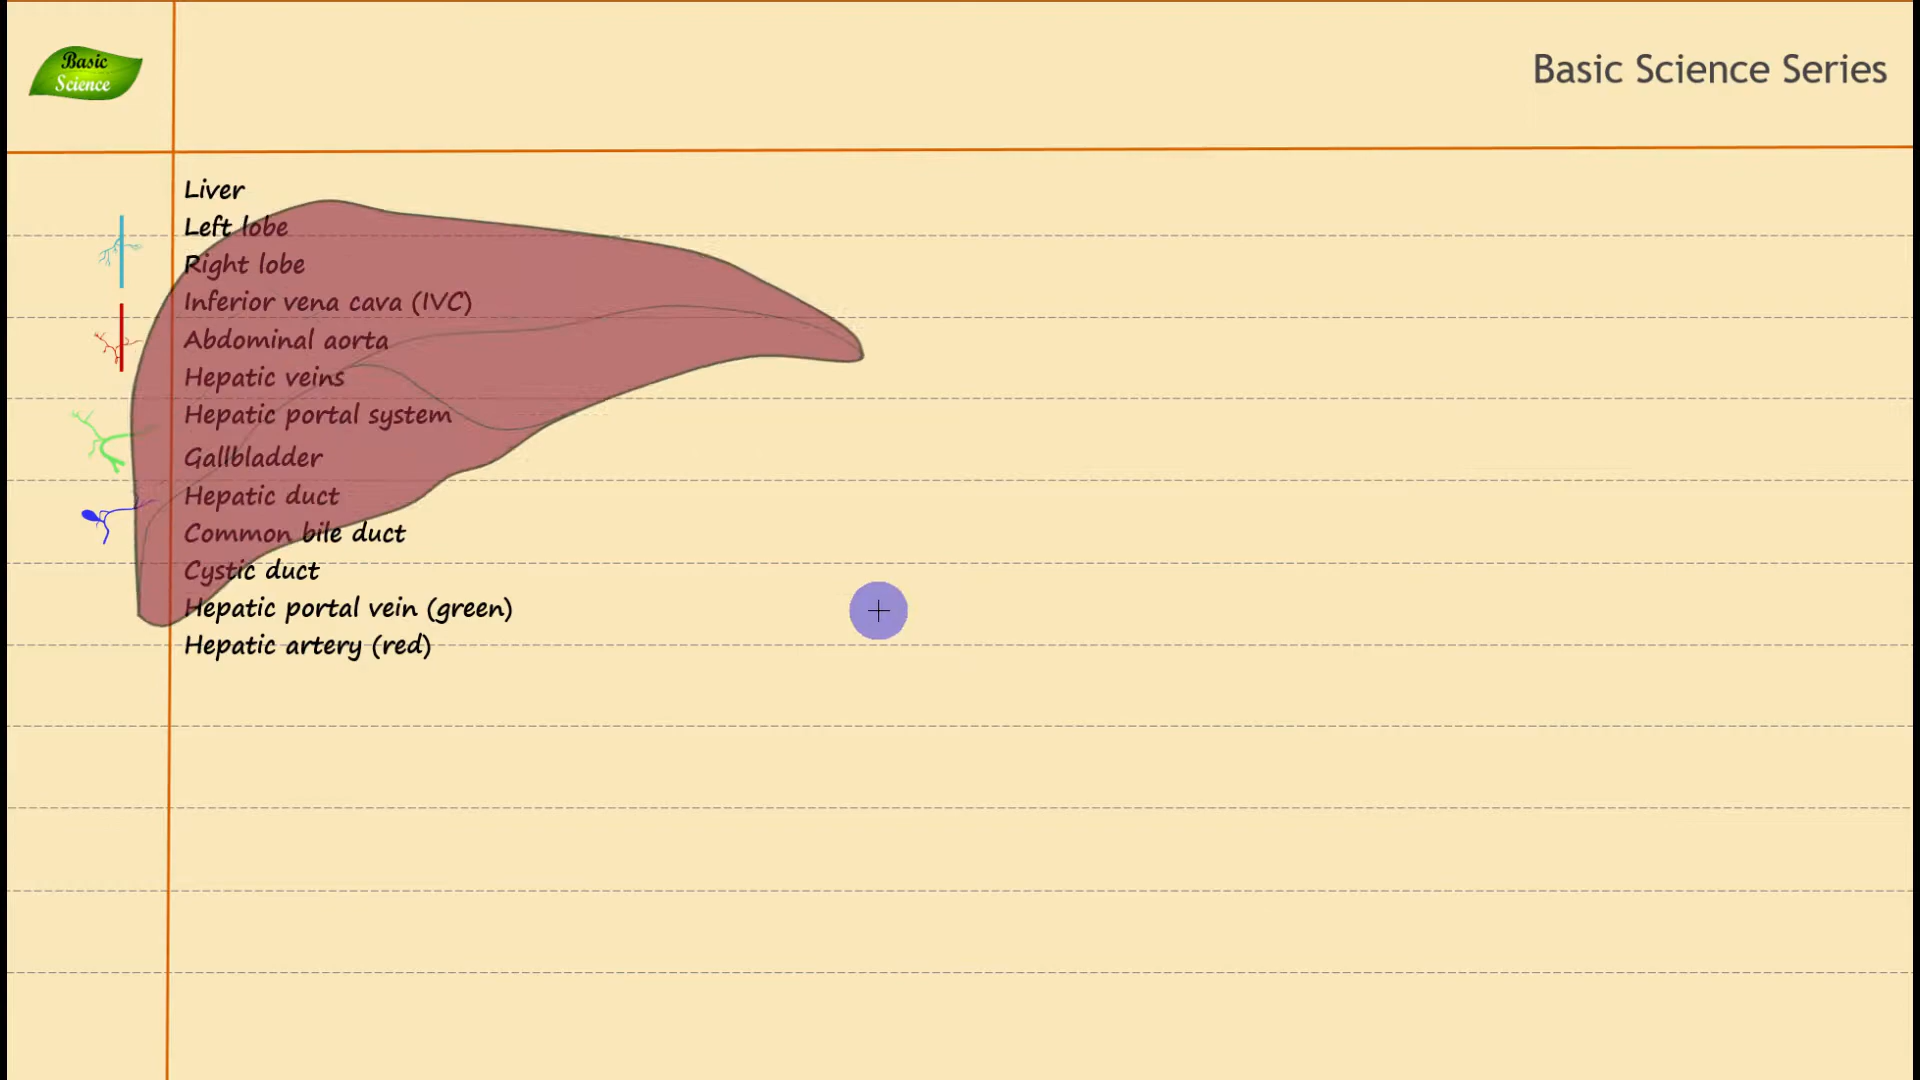 Basic
Science
Basic Science Series
Liver
Left lobe
Right lobe
Inferior vena cava (IVC)
Abdominal aorta
Hepatic veins
Hepatic portal system
Gallbladder
Hepatic duct
Common bile duct
Cystic duct
Hepatic portal vein (green)
Hepatic artery (red)